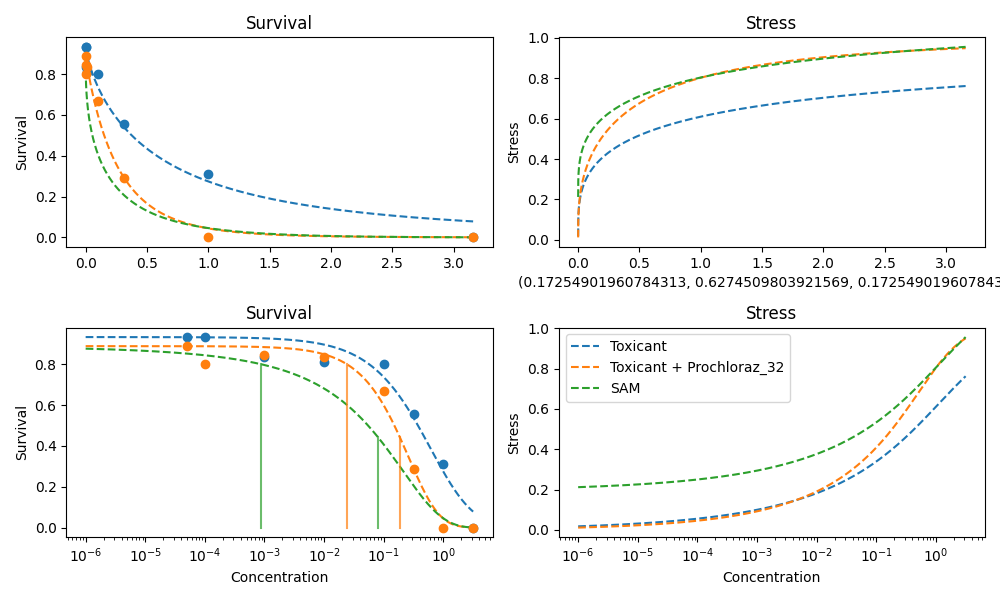 Survival
Survival
0.8
0.6
0.4
0.2
0.0
0.0 0.5 1.0 1.5 2.0 2.5 3.0
Stress
Stress
1.0
0.8
0.6
0.4
0.2
0.0
0.0 0.5 1.0 1.5 2.0 2.5 3.0
(0.17254901960784313, 0.6274509803921569, 0.1725490196078431
Survival
Survival
0.8
0.6
0.4
0.2
0.0
10⁻⁶ 10⁻⁵ 10⁻⁴ 10⁻³ 10⁻² 10⁻¹ 10⁰
Concentration
Stress
Stress
1.0
0.8
0.6
0.4
0.2
0.0
Toxicant
Toxicant + Prochloraz_32
SAM
10⁻⁶ 10⁻⁵ 10⁻⁴ 10⁻³ 10⁻² 10⁻¹ 10⁰
Concentration